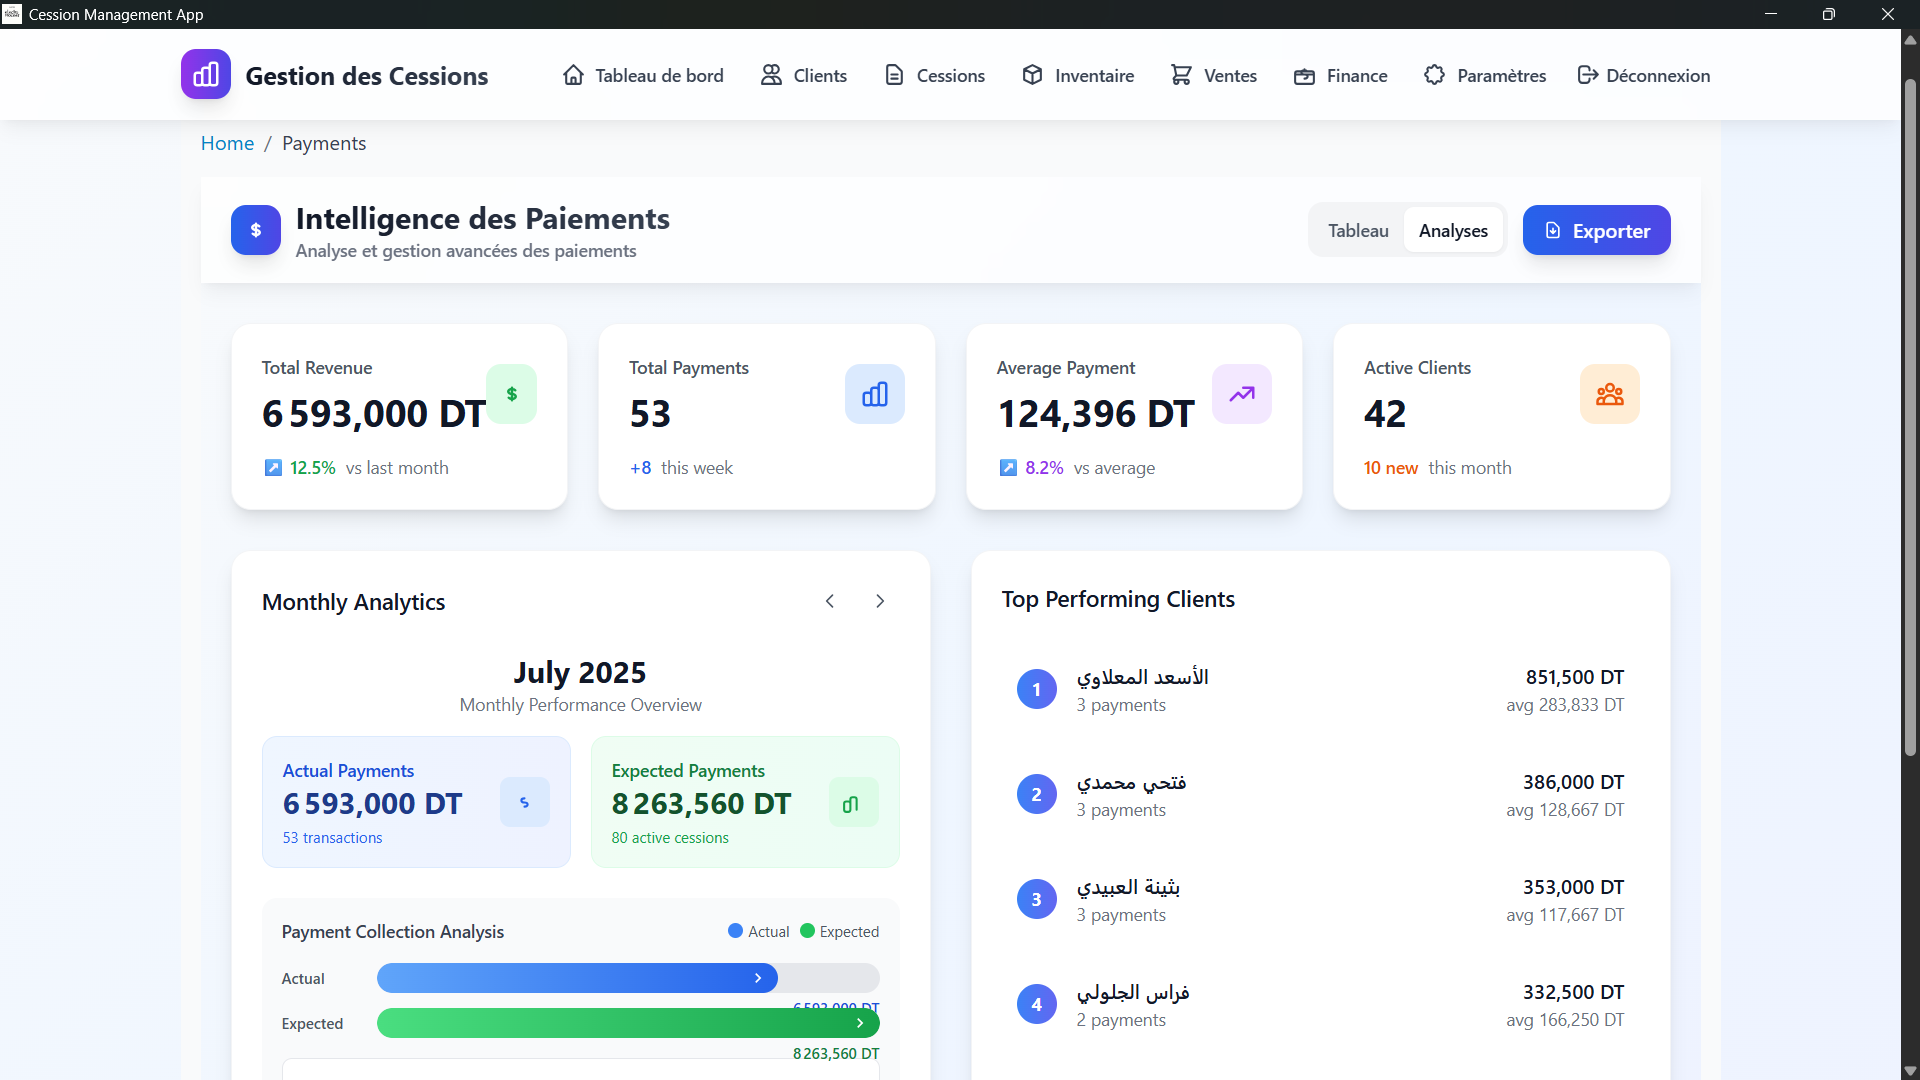 Cession Management App
Gestion des Cessions
Tableau de bord
Clients
Cessions
Inventaire
Ventes
Finance
Paramètres
Déconnexion
Home / Payments
$
Intelligence des Paiements
Analyse et gestion avancées des paiements
Tableau
Analyses
Exporter
Total Revenue
6 593,000 DT
$
12.5% vs last month
Total Payments
53
+8 this week
Average Payment
124,396 DT
8.2% vs average
Active Clients
42
10 new this month
Monthly Analytics
July 2025
Monthly Performance Overview
Actual Payments
6 593,000 DT
53 transactions
Expected Payments
8 263,560 DT
80 active cessions
Payment Collection Analysis
Actual
Expected
Actual
6 593,000 DT
Expected
8 263,560 DT
Top Performing Clients
1
الأسعد المعلاوي
3 payments
851,500 DT
avg 283,833 DT
2
فتحي محمدي
3 payments
386,000 DT
avg 128,667 DT
3
بثينة العبيدي
3 payments
353,000 DT
avg 117,667 DT
4
فراس الجلولي
2 payments
332,500 DT
avg 166,250 DT